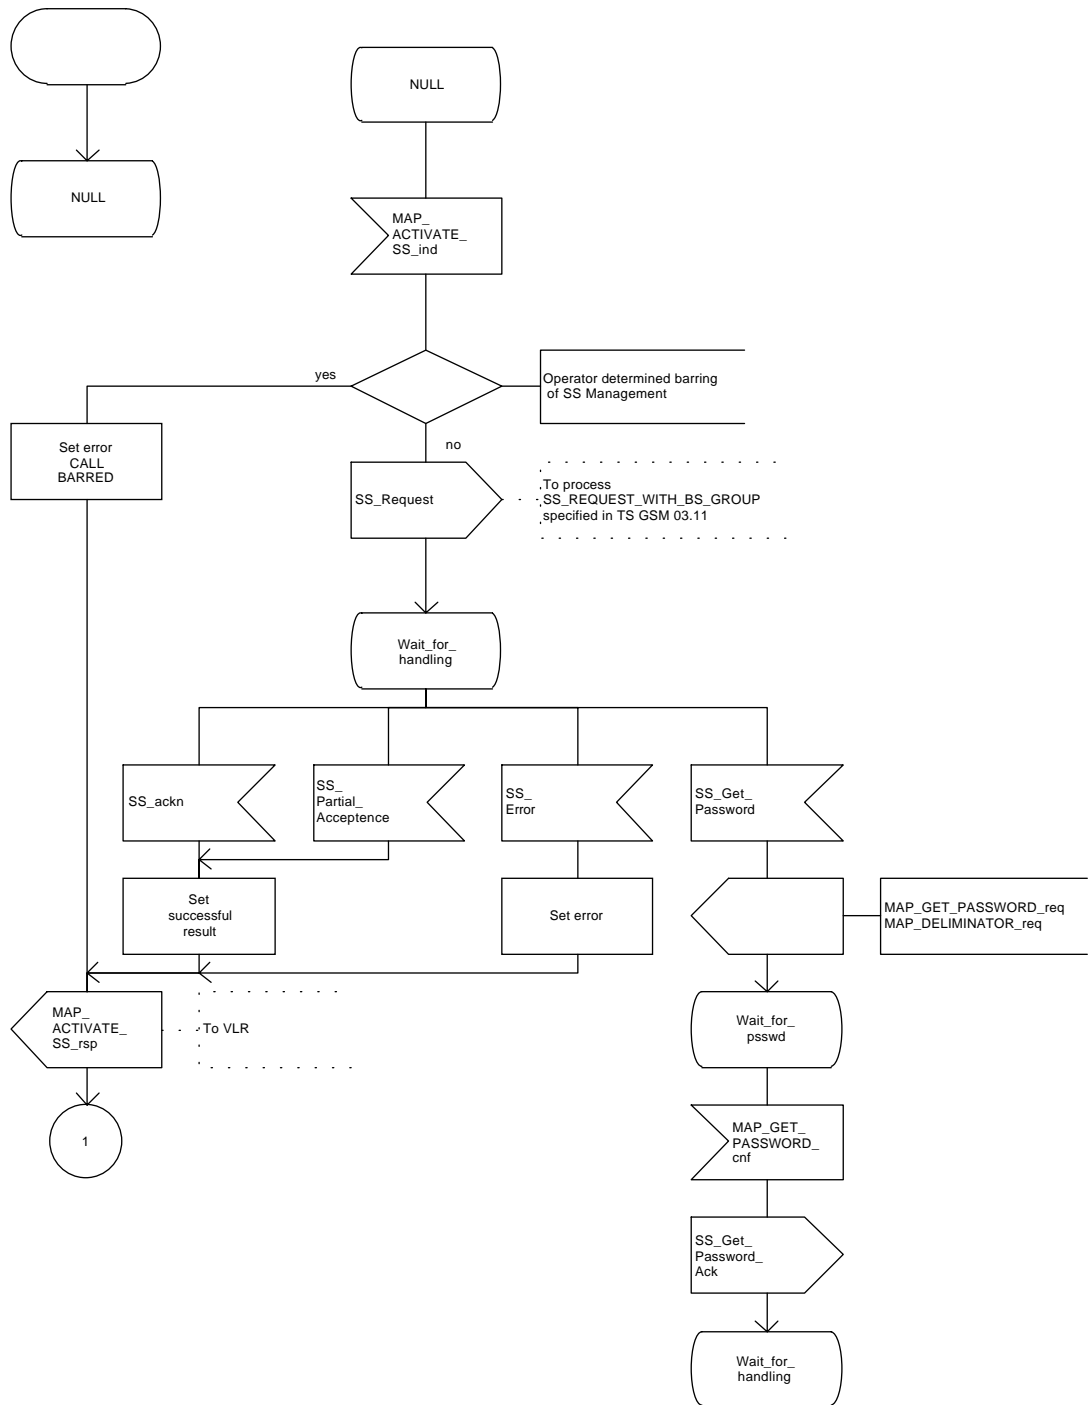 NULL
NULL
MAP_
ACTIVATE_
SS_ind
yes
Operator determined barring
of SS Management
no
Set error
CALL
BARRED
SS_Request
To process
SS_REQUEST_WITH_BS_GROUP
specified in TS GSM 03.11
Wait_for_
handling
SS_ackn
SS_
Partial_
Acceptence
SS_
Error
SS_Get_
Password
Set
successful
result
Set error
MAP_GET_PASSWORD_req
MAP_DELIMINATOR_req
MAP_
ACTIVATE_
SS_rsp
To VLR
Wait_for_
psswd
1
MAP_GET_
PASSWORD_
cnf
SS_Get_
Password_
Ack
Wait_for_
handling